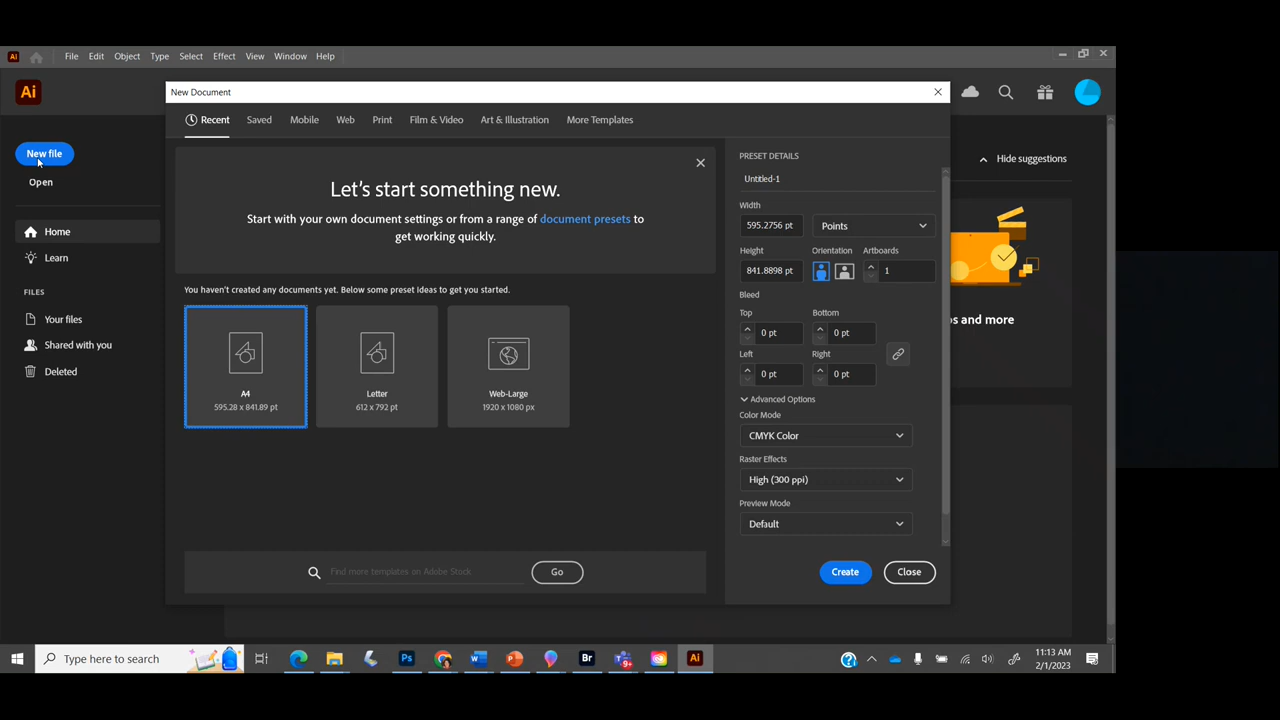 Ai
File Edit Object Type Select Effect View Window Help
Ai
New Document
Recent Saved Mobile Web Print Film & Video Art & Illustration More Templates
New file
Open
Home
Learn
FILES
Your files
Shared with you
Deleted
Let's start something new.
Start with your own document settings or from a range of document presets to
get working quickly.
You haven't created any documents yet. Below some preset ideas to get you started.
A4
595.28 x 841.89 pt
Letter
612 x 792 pt
Web-Large
1920 x 1080 px
Find more templates on Adobe Stock
Go
PRESET DETAILS
Untitled-1
Width
595.2756 pt Points
Height Orientation Artboards
841.8898 pt 1
Bleed
Top Bottom
0 pt 0 pt
Left Right
0 pt 0 pt
Advanced Options
Color Mode
CMYK Color
Raster Effects
High (300 ppi)
Preview Mode
Default
Create Close
Hide suggestions
and more
Type here to search
Ps
W
P
Br
9+
Ai
11:13 AM
2/1/2023